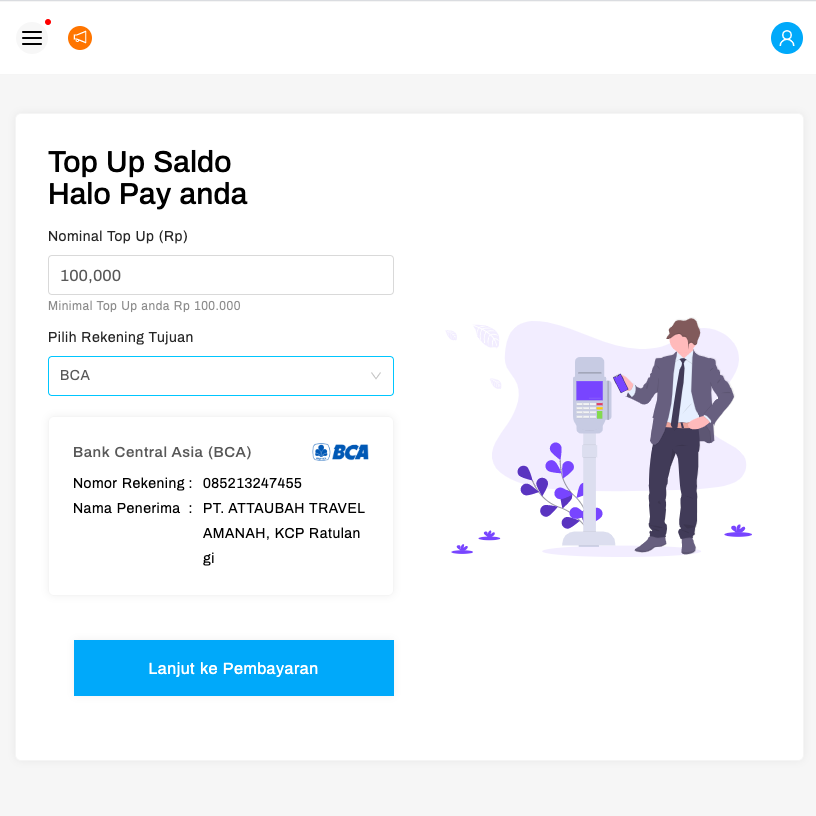 Top Up Saldo
Halo Pay anda
Nominal Top Up (Rp)
100,000
Minimal Top Up anda Rp 100.000
Pilih Rekening Tujuan
BCA
Bank Central Asia (BCA)
BCA
Nomor Rekening : 085213247455
Nama Penerima : PT. ATTAUBAH TRAVEL
AMANAH, KCP Ratulan
gi
Lanjut ke Pembayaran